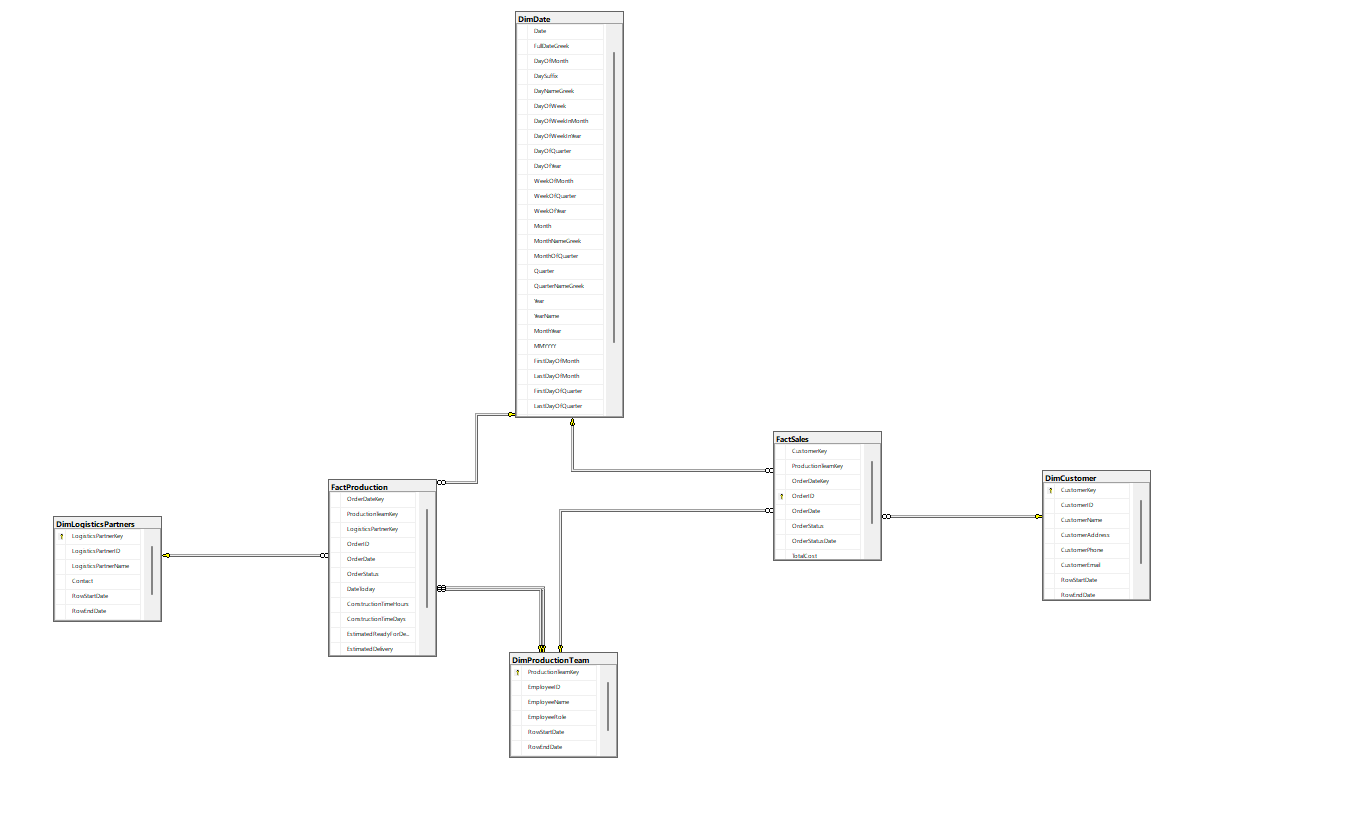 DimDate
Date
FullDateGreek
DayOfMonth
DaySuffix
DayNameGreek
DayOfWeek
DayOfWeekInMonth
DayOfWeekInYear
DayOfQuarter
DayOfYear
WeekOfMonth
WeekOfQuarter
WeekOfYear
Month
MonthNameGreek
MonthOfQuarter
Quarter
QuarterNameGreek
Year
YearName
MonthYear
MMYYYY
FirstDayOfMonth
LastDayOfMonth
FirstDayOfQuarter
LastDayOfQuarter
FactSales
CustomerKey
ProductionTeamKey
OrderDateKey
OrderID
OrderDate
OrderStatus
OrderStatusDate
TotalCost
DimCustomer
CustomerKey
CustomerID
CustomerName
CustomerAddress
CustomerPhone
CustomerEmail
RowStartDate
RowEndDate
FactProduction
OrderDateKey
ProductionTeamKey
LogisticsPartnerKey
OrderID
OrderDate
OrderStatus
DateToday
ConstructionTimeHours
ConstructionTimeDays
EstimatedReadyForDe...
EstimatedDelivery
DimLogisticsPartners
LogisticsPartnerKey
LogisticsPartnerID
LogisticsPartnerName
Contact
RowStartDate
RowEndDate
DimProductionTeam
ProductionTeamKey
EmployeeID
EmployeeName
EmployeeRole
RowStartDate
RowEndDate